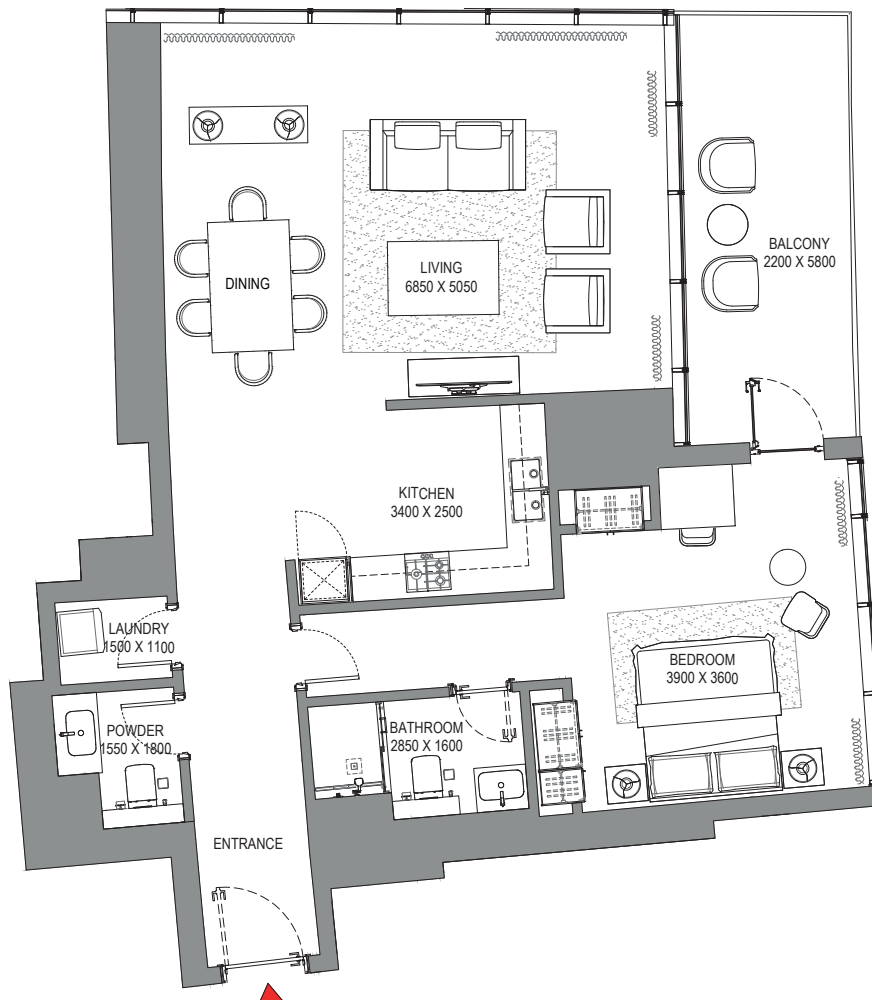 BALCONY
2200 X 5800
LIVING
6850 X 5050
DINING
KITCHEN
3400 X 2500
LAUNDRY
1500 X 1100
BEDROOM
3900 X 3600
POWDER
1550 X 1800
BATHROOM
2850 X 1600
ENTRANCE